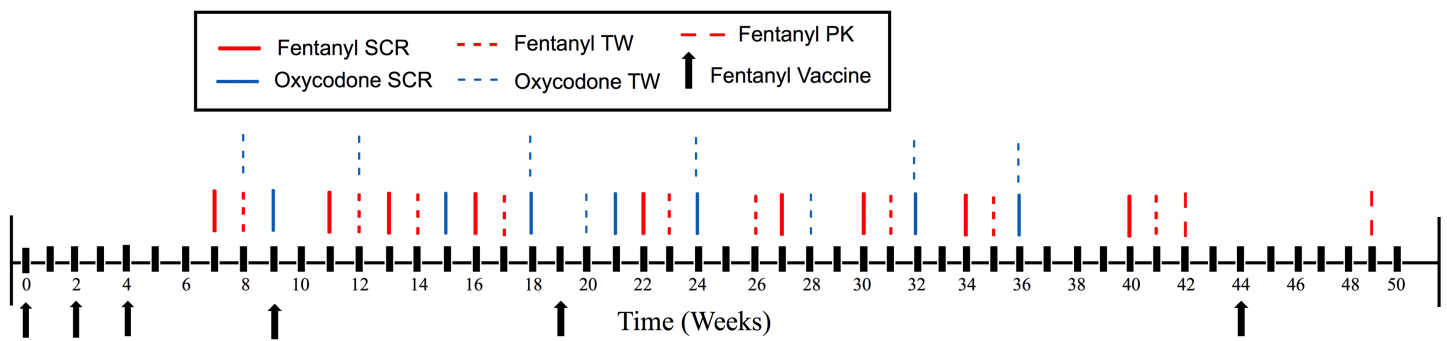 Fentanyl SCR Fentanyl TW Fentanyl PK
Oxycodone SCR Oxycodone TW Fentanyl Vaccine
0 2 4 6 8 10 12 14 16 18 20 22 24 26 28 30 32 34 36 38 40 42 44 46 48 50
Time (Weeks)